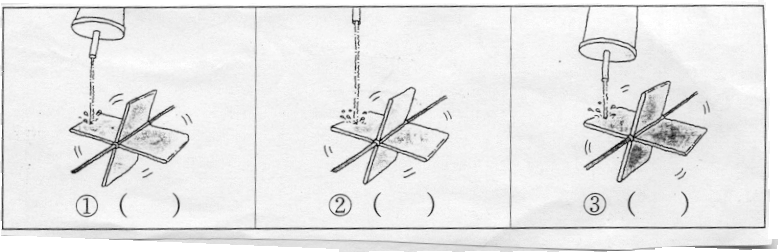 ①（　　）　②（　　）　③（　　）